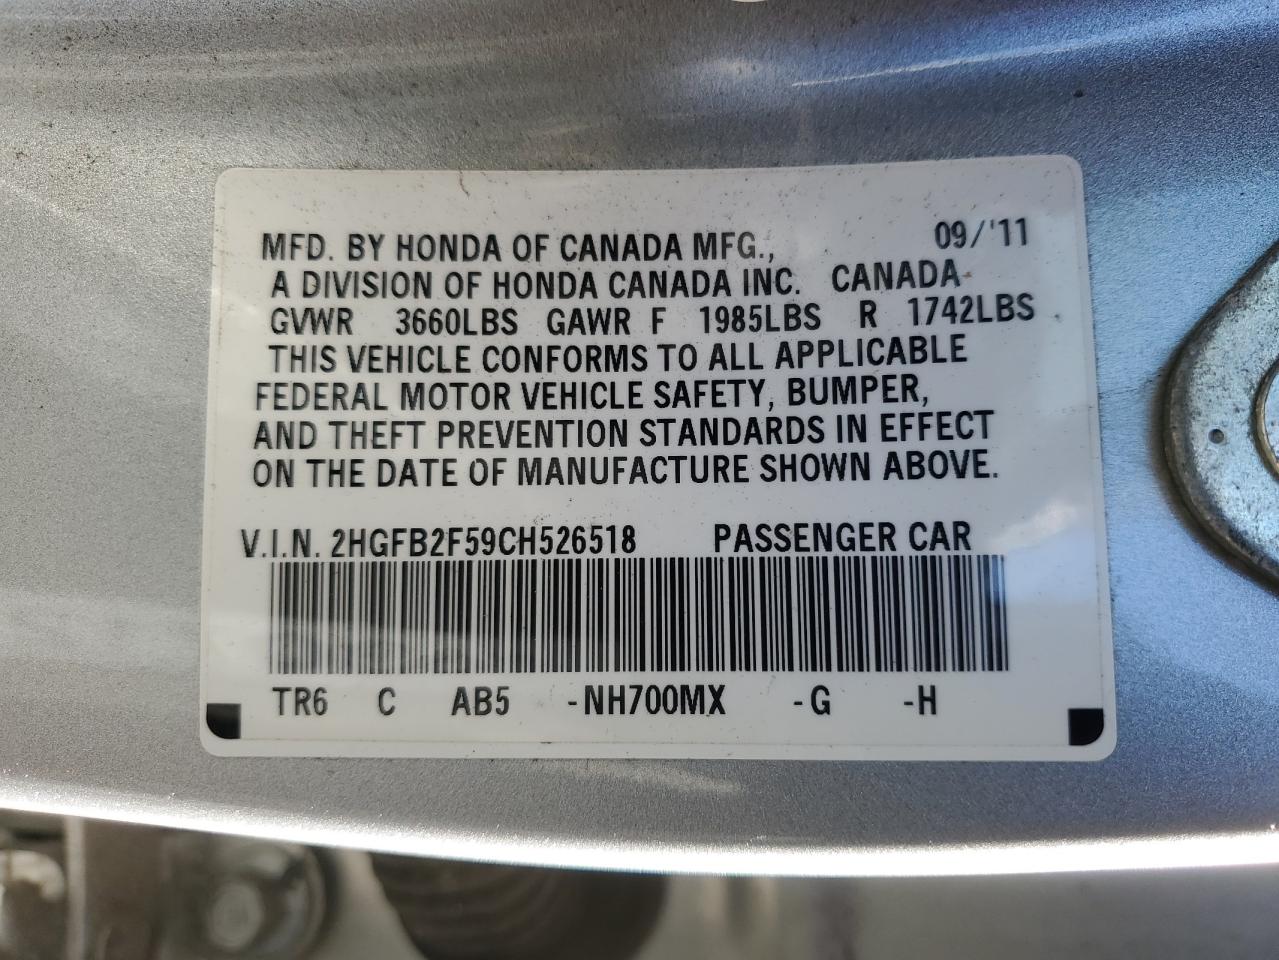 MFD. BY HONDA OF CANADA MFG., 09/'11
A DIVISION OF HONDA CANADA INC. CANADA
GVWR 3660LBS GAWR F 1985LBS R 1742LBS
THIS VEHICLE CONFORMS TO ALL APPLICABLE
FEDERAL MOTOR VEHICLE SAFETY, BUMPER,
AND THEFT PREVENTION STANDARDS IN EFFECT
ON THE DATE OF MANUFACTURE SHOWN ABOVE.
V.I.N. 2HGFB2F59CH526518 PASSENGER CAR
TR6 C AB5 -NH700MX -G -H